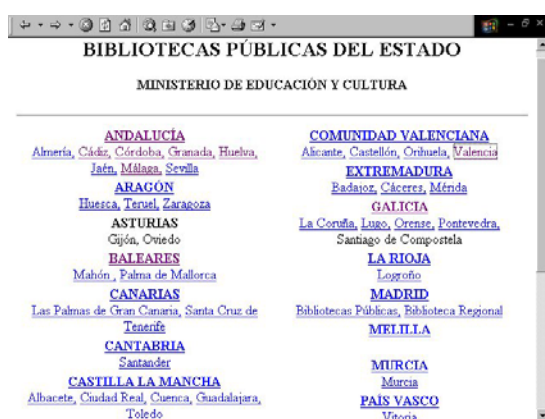 BIBLIOTECAS PÚBLICAS DEL ESTADO
MINISTERIO DE EDUCACIÓN Y CULTURA
ANDALUCÍA
Almería, Cádiz, Córdoba, Granada, Huelva,
Jaén, Málaga, Sevilla
ARAGÓN
Huesca, Teruel, Zaragoza
ASTURIAS
Gijón, Oviedo
BALEARES
Mahón , Palma de Mallorca
CANARIAS
Las Palmas de Gran Canaria, Santa Cruz de
Tenerife
CANTABRIA
Santander
CASTILLA LA MANCHA
Albacete, Ciudad Real, Cuenca, Guadalajara,
Toledo
COMUNIDAD VALENCIANA
Alicante, Castellón, Orihuela, Valencia
EXTREMADURA
Badajoz, Cáceres, Mérida
GALICIA
La Coruña, Lugo, Orense, Pontevedra,
Santiago de Compostela
LA RIOJA
Logroño
MADRID
Bibliotecas Públicas, Biblioteca Regional
MELILLA
MURCIA
Murcia
PAÍS VASCO
Vitoria